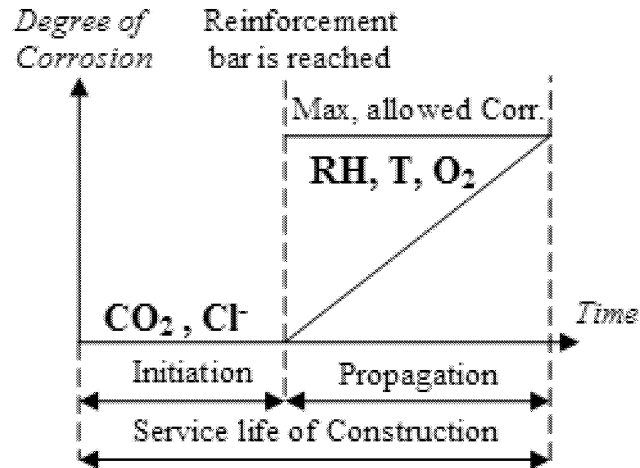 Degree of
Corrosion
Reinforcement
bar is reached
Max, allowed Corr.
RH, T, O₂
CO₂ , Cl⁻
Time
Initiation
Propagation
Service life of Construction